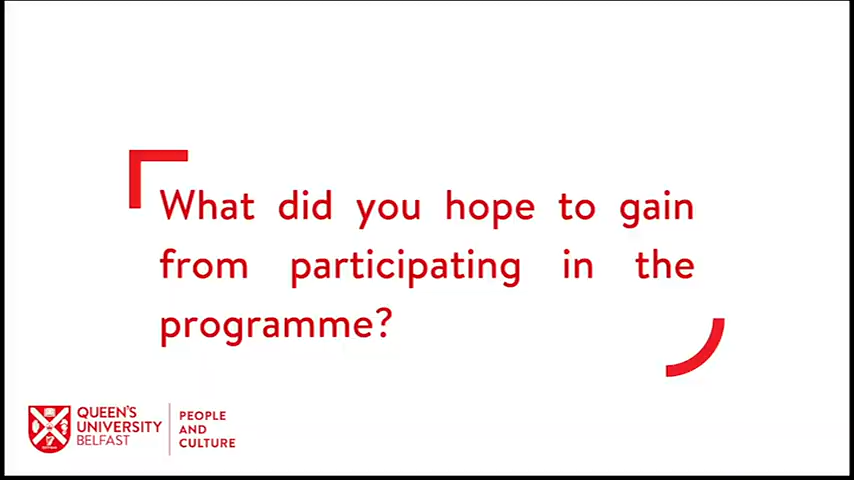 What did you hope to gain
from participating in the
programme?
QUEEN'S
UNIVERSITY
BELFAST
PEOPLE
AND
CULTURE